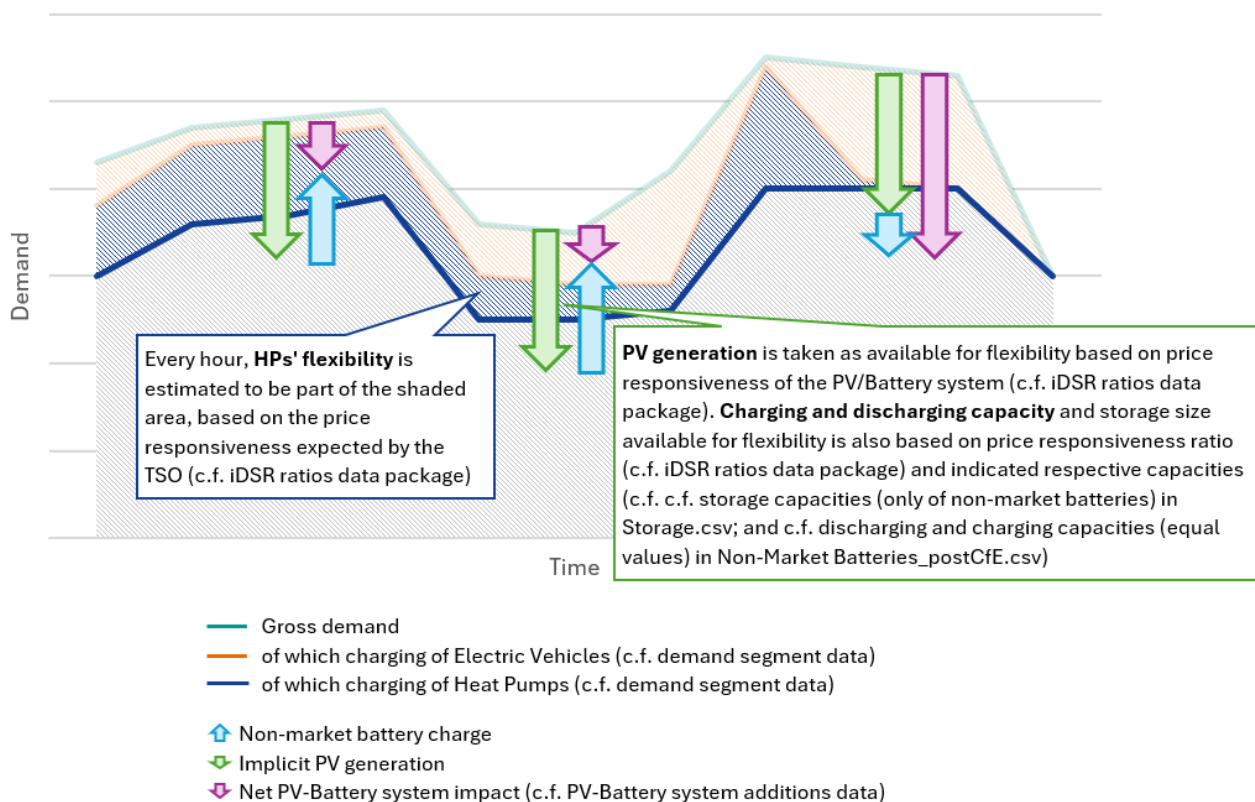 Demand
Every hour, HPs' flexibility is
estimated to be part of the shaded
area, based on the price
responsiveness expected by the
TSO (c.f. iDSR ratios data package)
PV generation is taken as available for flexibility based on price
responsiveness of the PV/Battery system (c.f. iDSR ratios data
package). Charging and discharging capacity and storage size
available for flexibility is also based on price responsiveness ratio
(c.f. iDSR ratios data package) and indicated respective capacities
(c.f. c.f. storage capacities (only of non-market batteries) in
Storage.csv; and c.f. discharging and charging capacities (equal
values) in Non-Market Batteries_postCfE.csv)
Time
Gross demand
of which charging of Electric Vehicles (c.f. demand segment data)
of which charging of Heat Pumps (c.f. demand segment data)
Non-market battery charge
Implicit PV generation
Net PV-Battery system impact (c.f. PV-Battery system additions data)